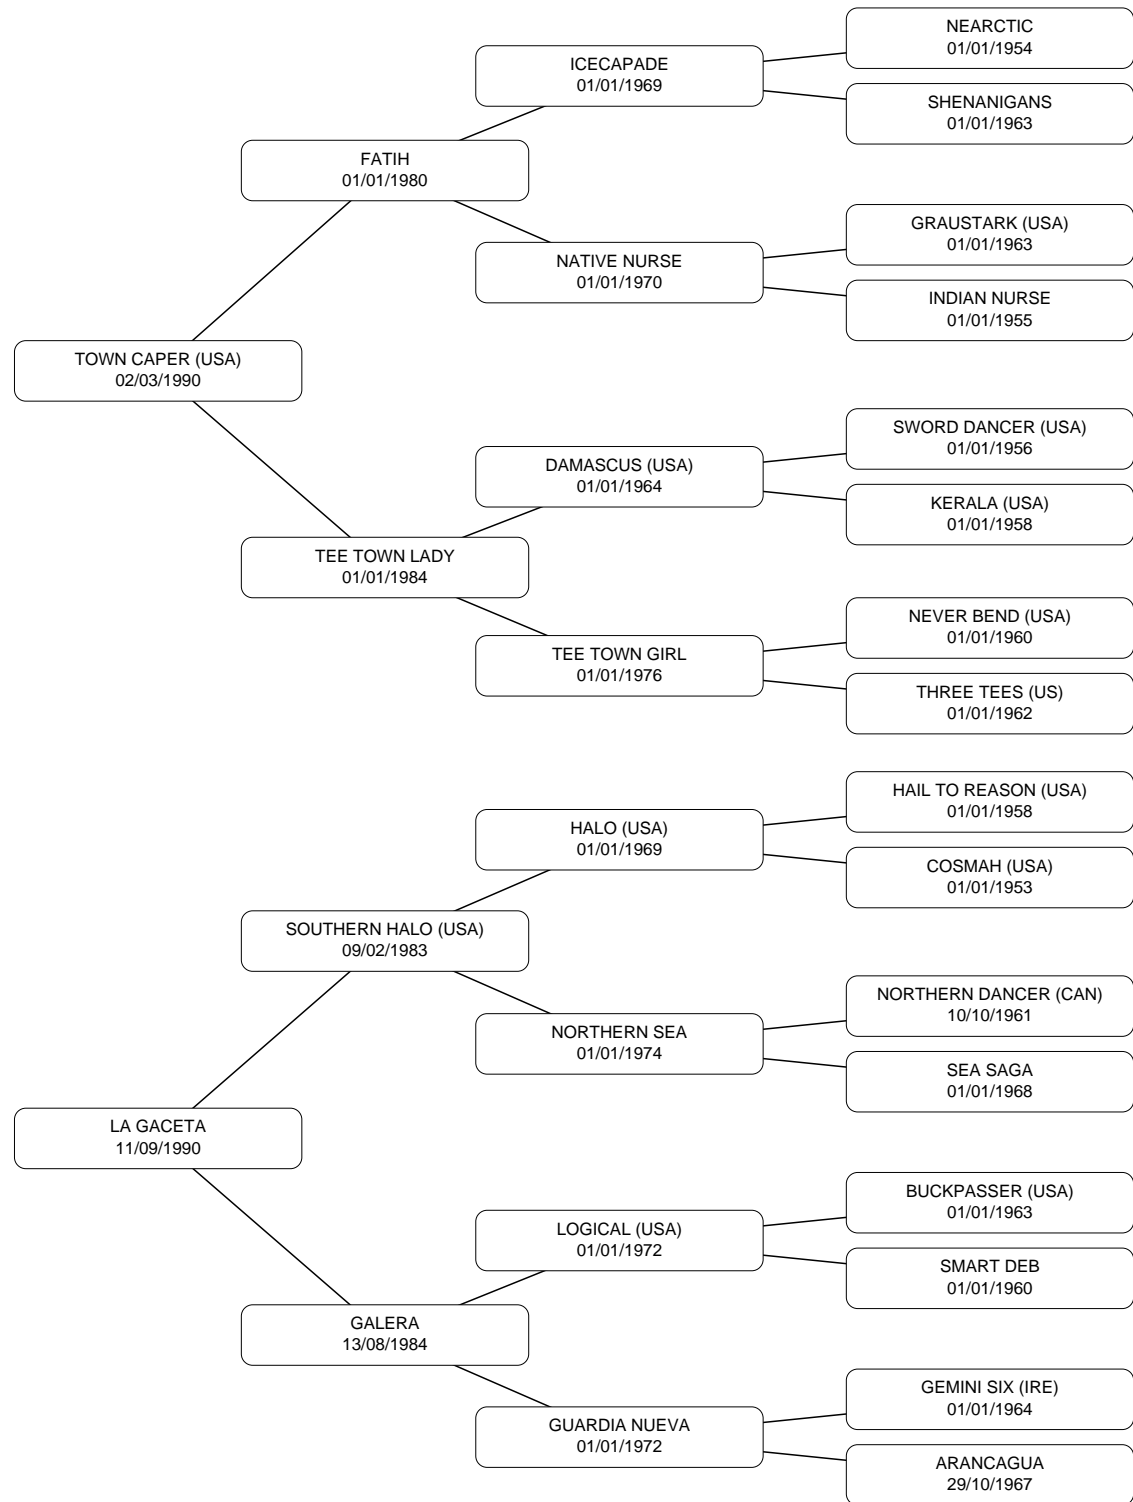 NEARCTIC
01/01/1954
ICECAPADE
01/01/1969
SHENANIGANS
01/01/1963
FATIH
01/01/1980
GRAUSTARK (USA)
01/01/1963
NATIVE NURSE
01/01/1970
INDIAN NURSE
01/01/1955
TOWN CAPER (USA)
02/03/1990
SWORD DANCER (USA)
01/01/1956
DAMASCUS (USA)
01/01/1964
KERALA (USA)
01/01/1958
TEE TOWN LADY
01/01/1984
NEVER BEND (USA)
01/01/1960
TEE TOWN GIRL
01/01/1976
THREE TEES (US)
01/01/1962
HAIL TO REASON (USA)
01/01/1958
HALO (USA)
01/01/1969
COSMAH (USA)
01/01/1953
SOUTHERN HALO (USA)
09/02/1983
NORTHERN DANCER (CAN)
10/10/1961
NORTHERN SEA
01/01/1974
SEA SAGA
01/01/1968
LA GACETA
11/09/1990
BUCKPASSER (USA)
01/01/1963
LOGICAL (USA)
01/01/1972
SMART DEB
01/01/1960
GALERA
13/08/1984
GEMINI SIX (IRE)
01/01/1964
GUARDIA NUEVA
01/01/1972
ARANCAGUA
29/10/1967